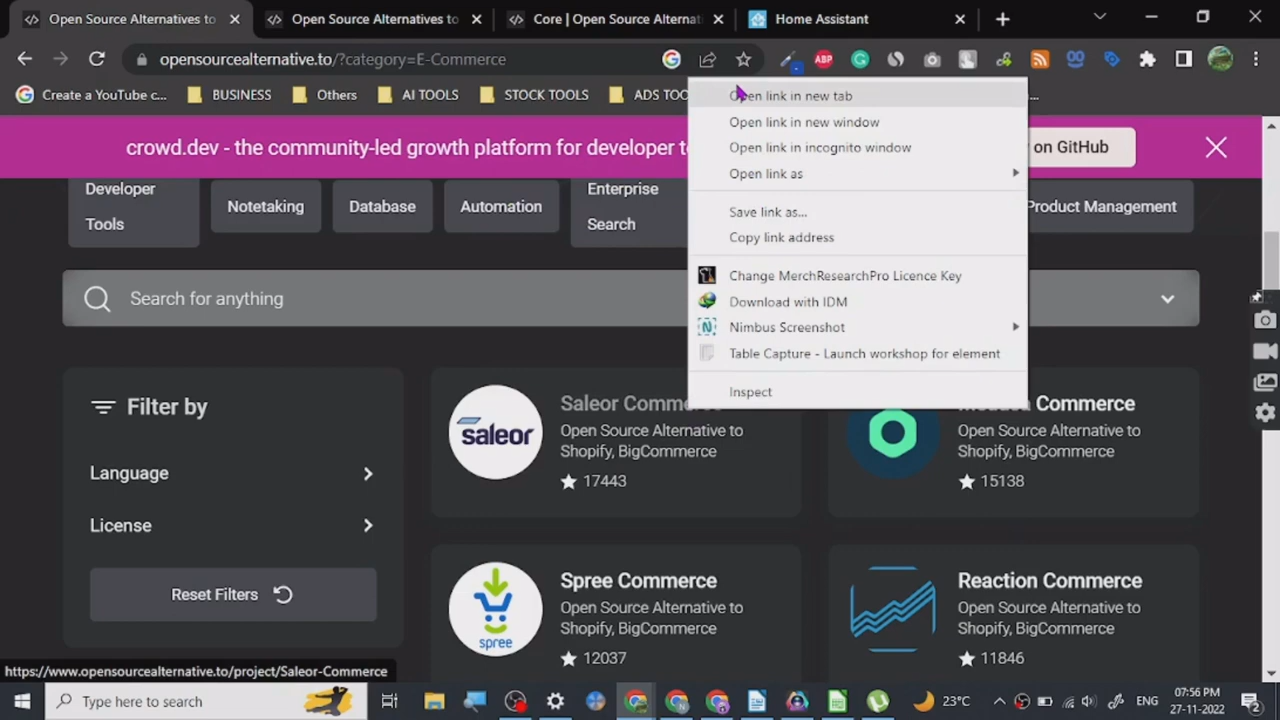 Open Source Alternatives to
Open Source Alternatives to
Core | Open Source Alternati
Home Assistant
opensourcealternative.to/?category=E-Commerce
ABP
Create a YouTube c...
BUSINESS
Others
AI TOOLS
STOCK TOOLS
ADS TOO
...
crowd.dev - the community-led growth platform for developer t
on GitHub
Developer
Tools
Notetaking
Database
Automation
Enterprise
Search
Product Management
Search for anything
Open link in new tab
Open link in new window
Open link in incognito window
Open link as
Save link as...
Copy link address
Change MerchResearchPro Licence Key
Download with IDM
Nimbus Screenshot
Table Capture - Launch workshop for element
Inspect
Filter by
Language
License
Reset Filters
saleor
Saleor Comme
Open Source Alternative to
Shopify, BigCommerce
17443
Commerce
Open Source Alternative to
Shopify, BigCommerce
15138
spree
Spree Commerce
Open Source Alternative to
Shopify, BigCommerce
12037
Reaction Commerce
Open Source Alternative to
Shopify, BigCommerce
11846
https://www.opensourcealternative.to/project/Saleor-Commerce
Type here to search
23°C
ENG
07:56 PM
27-11-2022
2